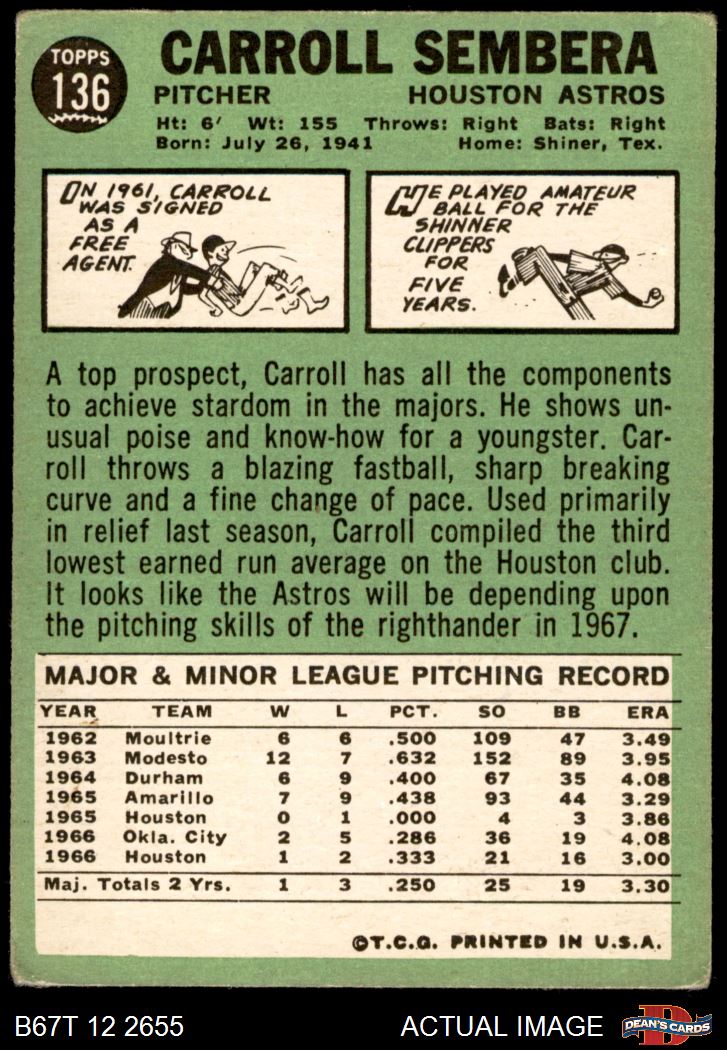 TOPPS
136
CARROLL SEMBERA
PITCHER HOUSTON ASTROS
Ht: 6' Wt: 155 Throws: Right Bats: Right
Born: July 26, 1941 Home: Shiner, Tex.
ON 1961, CARROLL
WAS SIGNED
AS A
FREE
AGENT.
HE PLAYED AMATEUR
BALL FOR THE
SHINNER
CLIPPERS
FOR
FIVE
YEARS.
A top prospect, Carroll has all the components
to achieve stardom in the majors. He shows un-
usual poise and know-how for a youngster. Car-
roll throws a blazing fastball, sharp breaking
curve and a fine change of pace. Used primarily
in relief last season, Carroll compiled the third
lowest earned run average on the Houston club.
It looks like the Astros will be depending upon
the pitching skills of the righthander in 1967.
MAJOR & MINOR LEAGUE PITCHING RECORD
YEAR TEAM W L PCT. SO BB ERA
1962 Moultrie 6 6 .500 109 47 3.49
1963 Modesto 12 7 .632 152 89 3.95
1964 Durham 6 9 .400 67 35 4.08
1965 Amarillo 7 9 .438 93 44 3.29
1965 Houston 0 1 .000 4 3 3.86
1966 Okla. City 2 5 .286 36 19 4.08
1966 Houston 1 2 .333 21 16 3.00
Maj. Totals 2 Yrs. 1 3 .250 25 19 3.30
©T.C.G. PRINTED IN U.S.A.
B67T 12 2655 ACTUAL IMAGE
D
DEAN'S CARDS